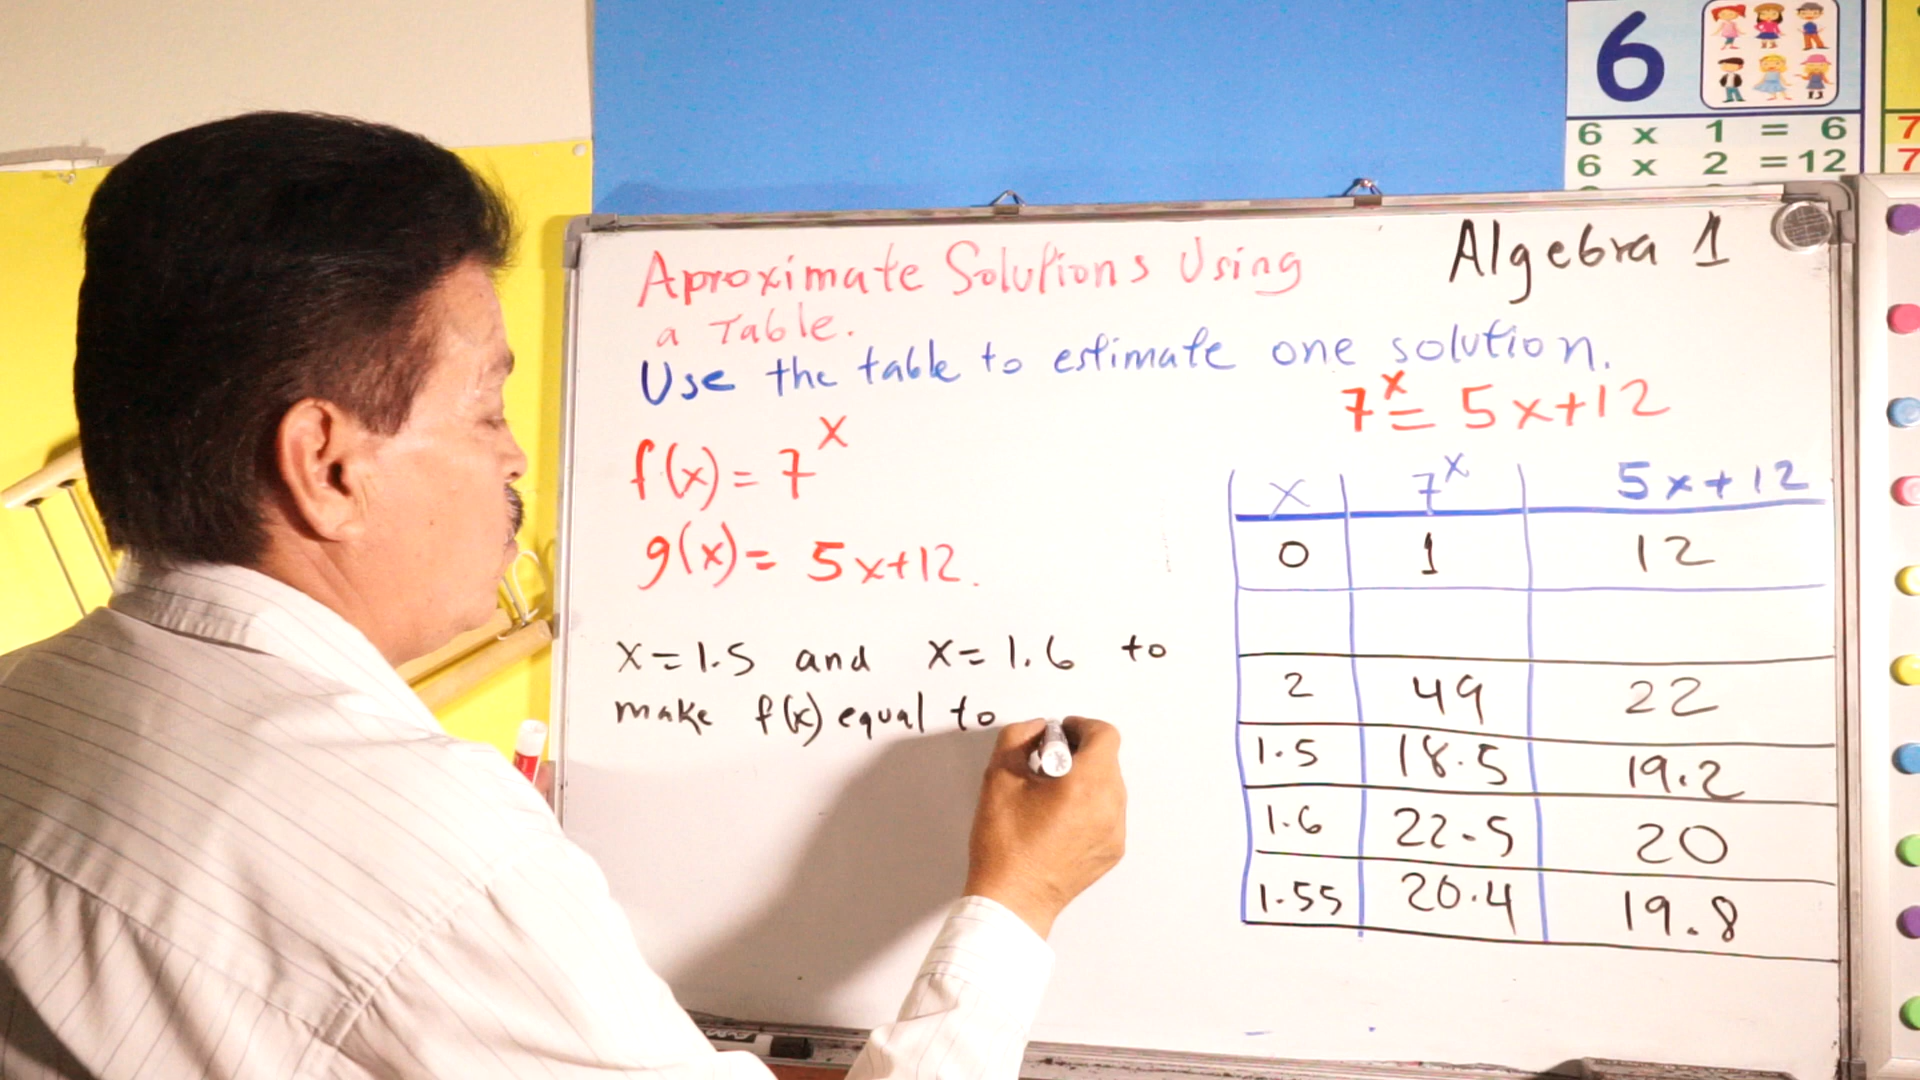 6
6 x 1 = 6
6 x 2 = 12
7
7
Algebra 1
Aproximate Solutions Using
a Table.
Use the table to estimate one solution.
7^x = 5x+12
f(x) = 7^x
g(x) = 5x+12.
x=1.5 and x=1.6 to
make f(x) equal to
x 7^x 5x+12
0 1 12
2 49 22
1.5 18.5 19.2
1.6 22.5 20
1.55 20.4 19.8